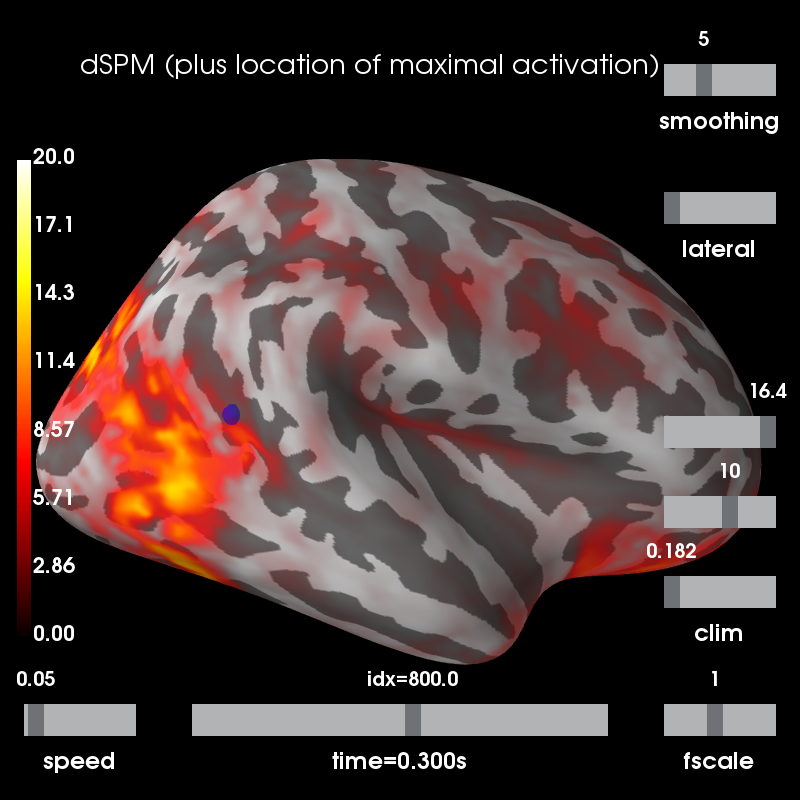 5
dSPM (plus location of maximal activation)
smoothing
20.0
17.1
lateral
14.3
11.4
16.4
8.57
10
5.71
0.182
2.86
0.00
clim
0.05
idx=800.0
1
speed
time=0.300s
fscale